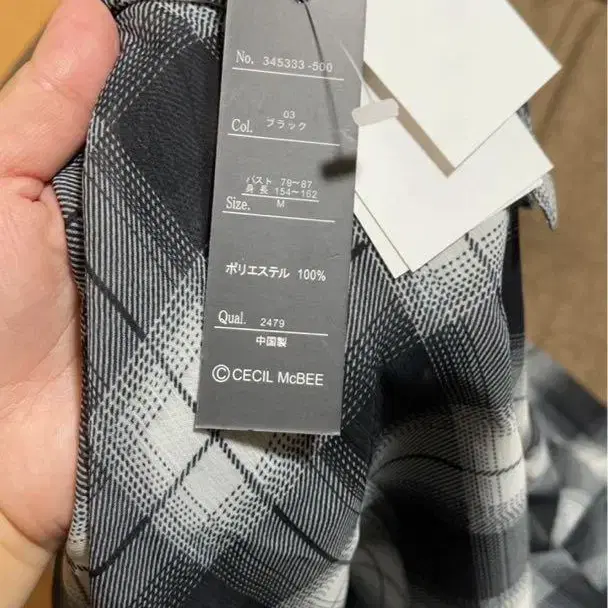 No. 345333-500
03
Col. ブラック
バスト 79~87
身長 154~162
Size. M
ポリエステル 100%
Qual. 2479
中国製
©CECIL McBEE